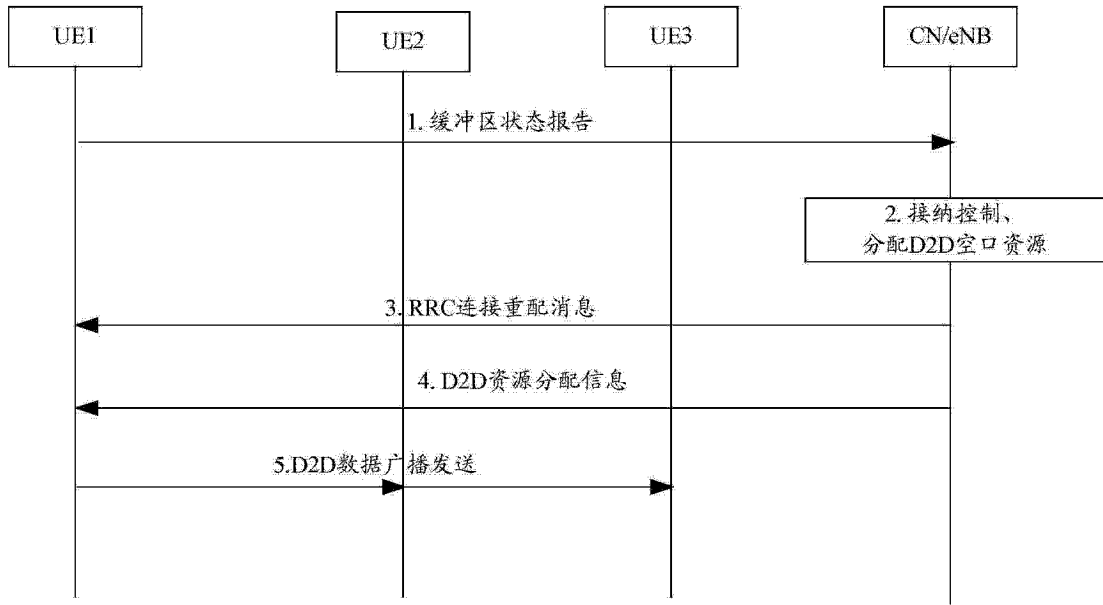 UE1
UE2
UE3
CN/eNB
1. 缓冲区状态报告
2. 接纳控制、
分配D2D空口资源
3. RRC连接重配消息
4. D2D资源分配信息
5.D2D数据广播发送